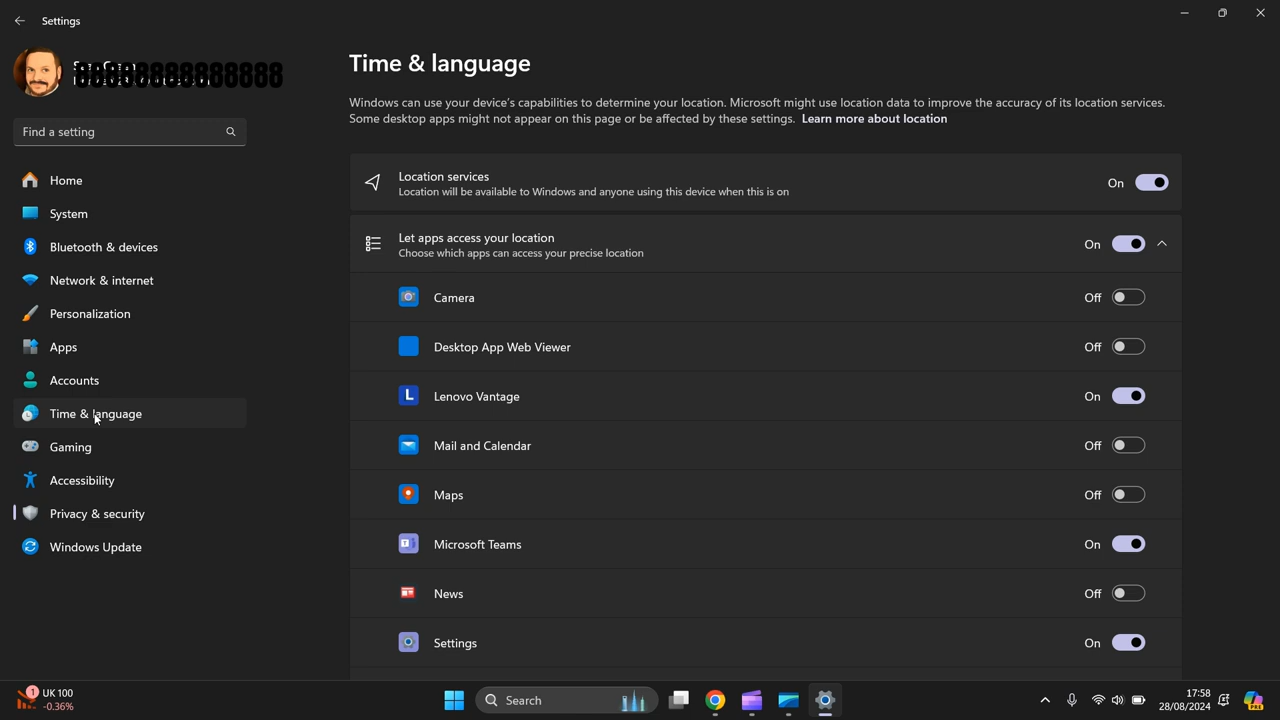 Settings
Time & language
Windows can use your device's capabilities to determine your location. Microsoft might use location data to improve the accuracy of its location services.
Some desktop apps might not appear on this page or be affected by these settings. Learn more about location
Find a setting
Home
System
Bluetooth & devices
Network & internet
Personalization
Apps
Accounts
Time & language
Gaming
Accessibility
Privacy & security
Windows Update
Location services
Location will be available to Windows and anyone using this device when this is on
On
Let apps access your location
Choose which apps can access your precise location
On
Camera
Off
Desktop App Web Viewer
Off
L
Lenovo Vantage
On
Mail and Calendar
Off
Maps
Off
Microsoft Teams
On
News
Off
Settings
On
1
UK 100
-0.36%
Search
17:58
28/08/2024
PRE